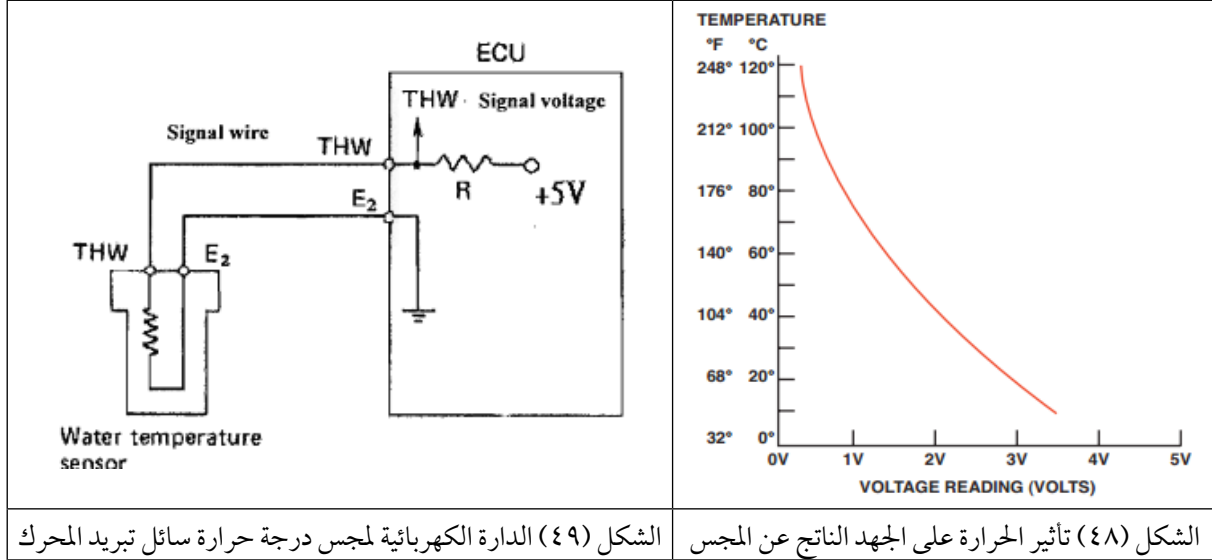 ECU
THW
Signal voltage
Signal wire
THW
R
+5V
E₂
THW
E₂
Water temperature
sensor
TEMPERATURE
°F °C
248° 120°
212° 100°
176° 80°
140° 60°
104° 40°
68° 20°
32° 0°
0V 1V 2V 3V 4V 5V
VOLTAGE READING (VOLTS)
الشكل (٤٨) تأثير الحرارة على الجهد الناتج عن المجس
الشكل (٤٩) الدارة الكهربائية لمجس درجة حرارة سائل تبريد المحرك